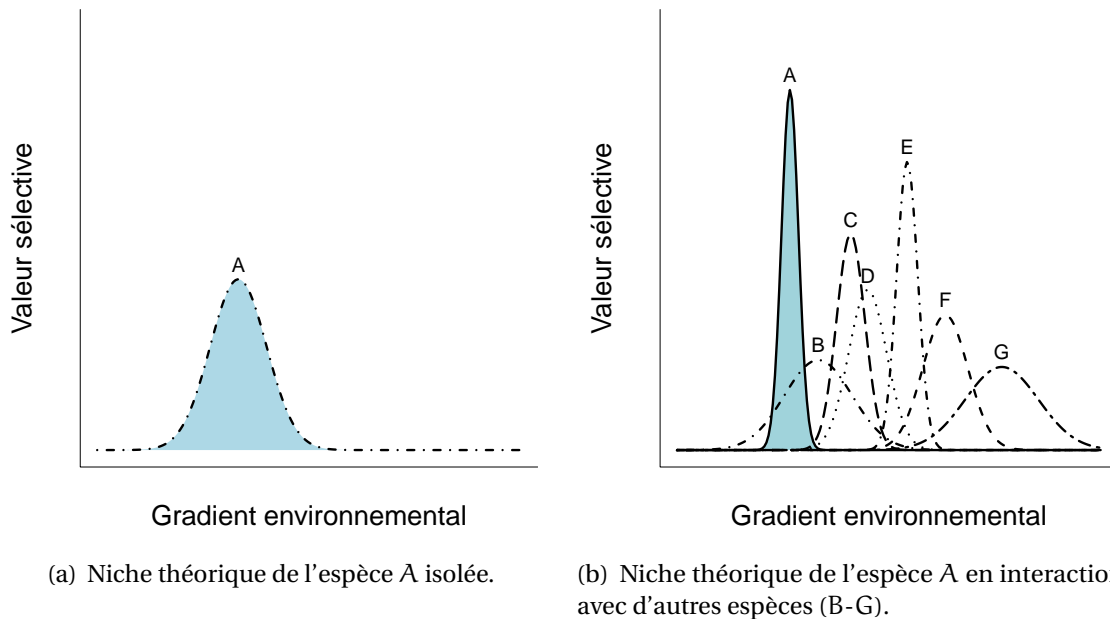 Valeur sélective
A
Gradient environnemental
(a) Niche théorique de l'espèce A isolée.
Valeur sélective
A
E
C
D
F
B
G
Gradient environnemental
(b) Niche théorique de l'espèce A en interaction
avec d'autres espèces (B-G).